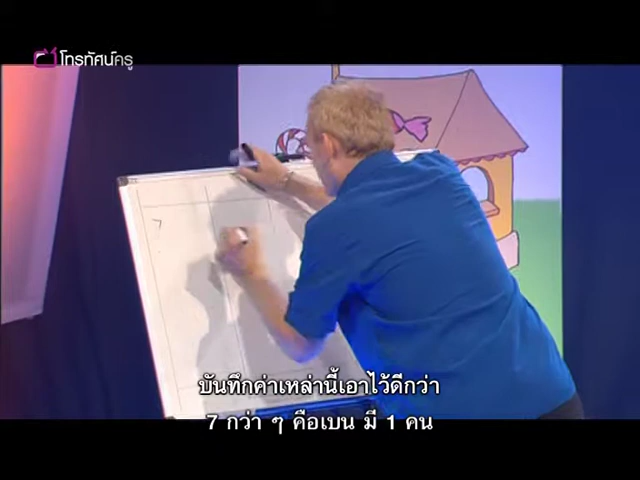 โทรทัศน์ครู
7
บันทึกค่าเหล่านี้เอาไว้ดีกว่า
7 กว่า ๆ คือเบน มี 1 คน